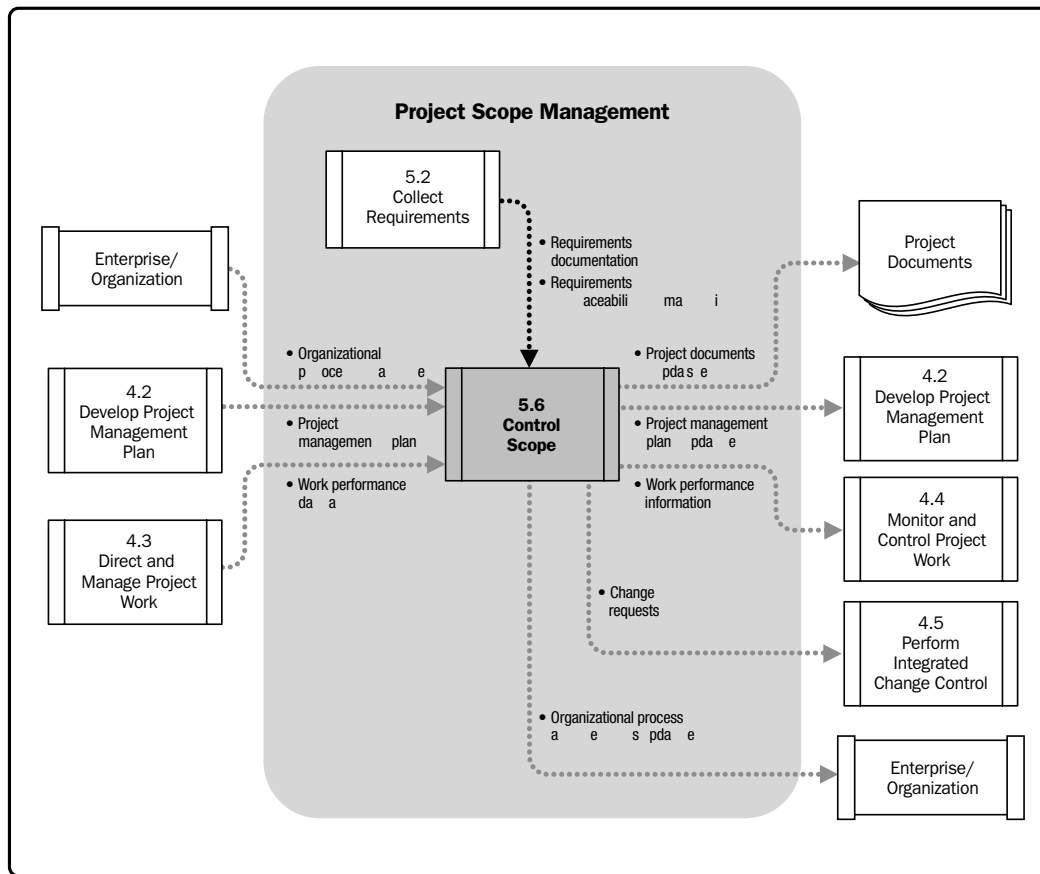 Project Scope Management
5.2
Collect
Requirements
Enterprise/
Organization
• Requirements
documentation
• Requirements
Project
Documents
• Organizational
• Project documents
4.2
Develop Project
Management
Plan
5.6
Control
Scope
4.2
Develop Project
Management
Plan
• Project
plan
• Project management
plan
• Work performance
• Work performance
information
4.3
Direct and
Manage Project
Work
4.4
Monitor and
Control Project
Work
• Change
requests
4.5
Perform
Integrated
Change Control
• Organizational process
Enterprise/
Organization